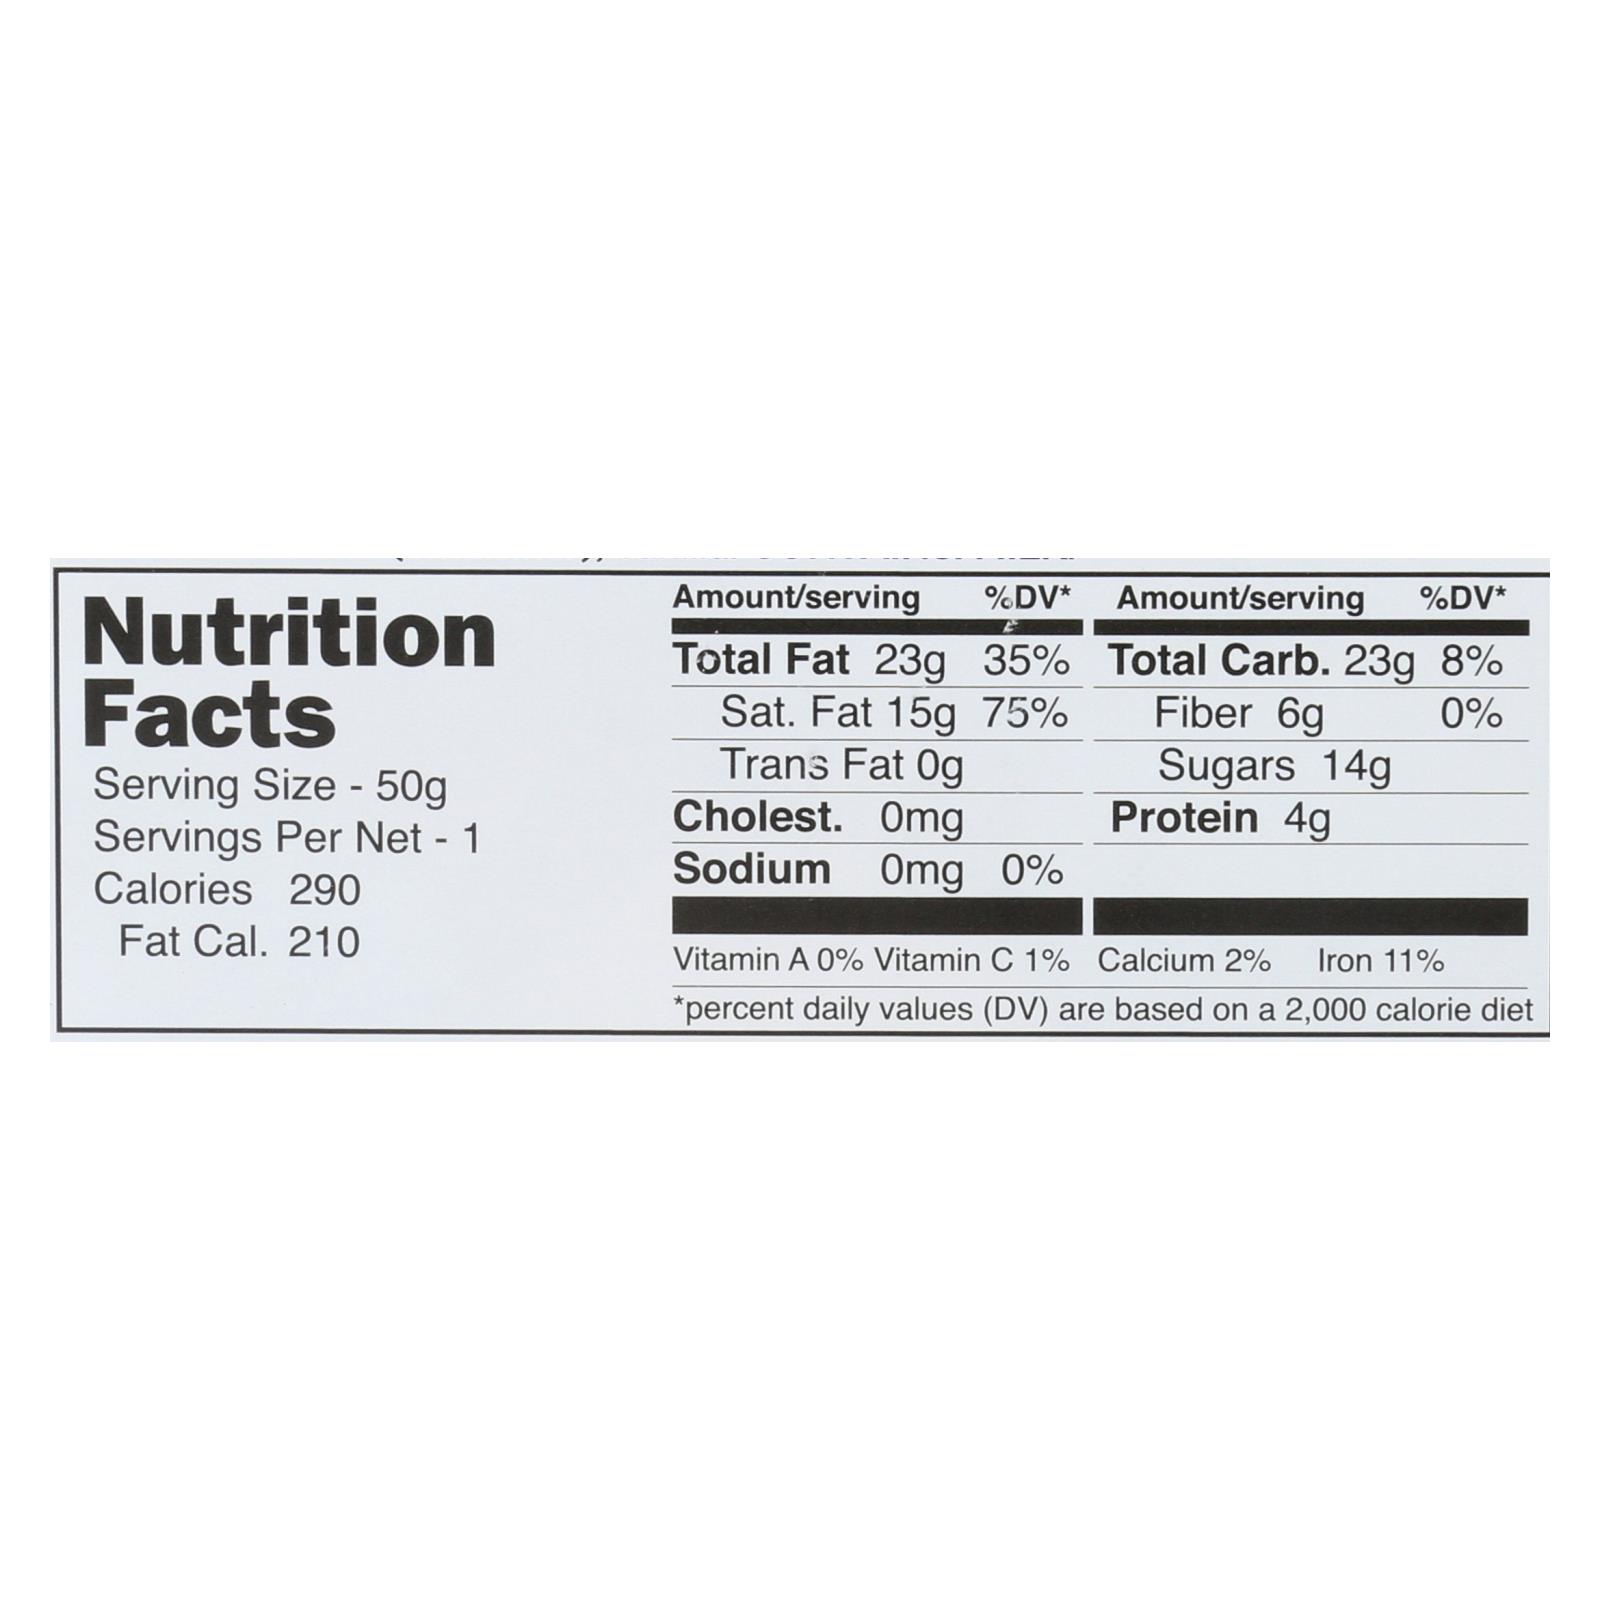 Nutrition
Facts
Serving Size - 50g
Servings Per Net - 1
Calories 290
Fat Cal. 210
Amount/serving %DV*
Total Fat 23g 35%
Sat. Fat 15g 75%
Trans Fat 0g
Cholest. 0mg
Sodium 0mg 0%
Amount/serving %DV*
Total Carb. 23g 8%
Fiber 6g 0%
Sugars 14g
Protein 4g
Vitamin A 0% Vitamin C 1% Calcium 2% Iron 11%
*percent daily values (DV) are based on a 2,000 calorie diet